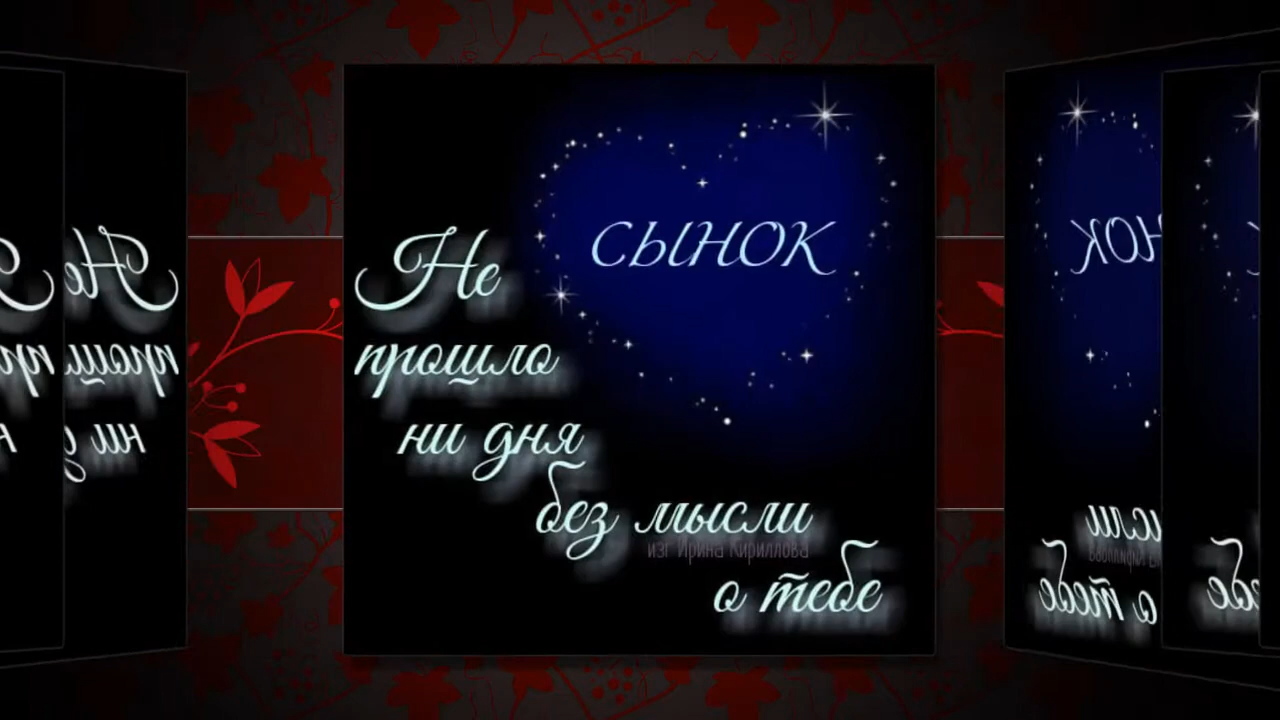 СЫНОК
Не
прошло
ни дня
без мысли
изг Ирина Кириллова
о тебе